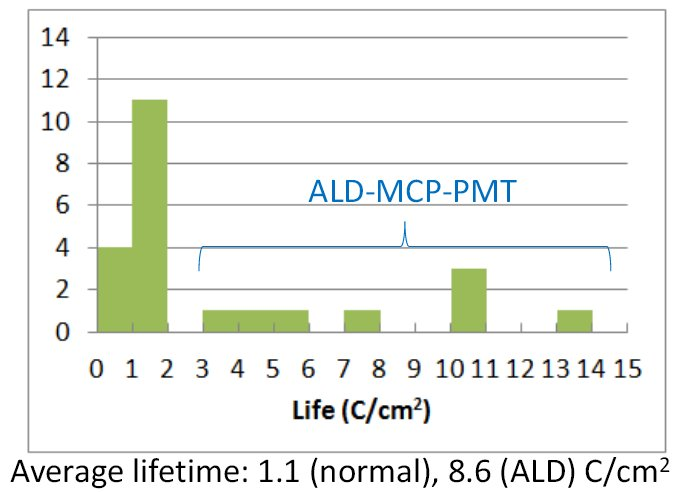 14
12
10
8
6
4
2
0
ALD-MCP-PMT
0 1 2 3 4 5 6 7 8 9 10 11 12 13 14 15
Life (C/cm²)
Average lifetime: 1.1 (normal), 8.6 (ALD) C/cm²